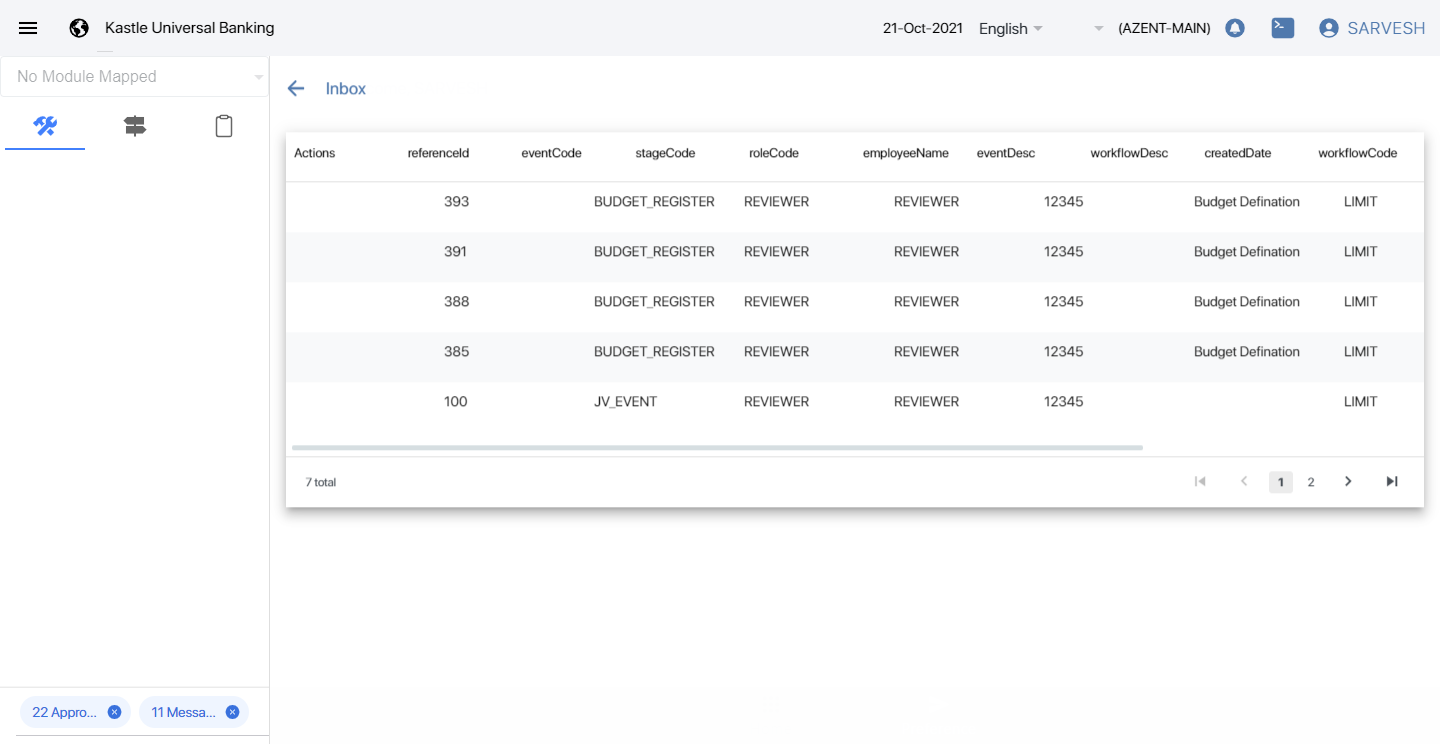 Kastle Universal Banking 21-Oct-2021 English (AZENT-MAIN) SARVESH
No Module Mapped
Inbox
Actions referenceId eventCode stageCode roleCode employeeName eventDesc workflowDesc createdDate workflowCode
393 BUDGET_REGISTER REVIEWER REVIEWER 12345 Budget Defination LIMIT
391 BUDGET_REGISTER REVIEWER REVIEWER 12345 Budget Defination LIMIT
388 BUDGET_REGISTER REVIEWER REVIEWER 12345 Budget Defination LIMIT
385 BUDGET_REGISTER REVIEWER REVIEWER 12345 Budget Defination LIMIT
100 JV_EVENT REVIEWER REVIEWER 12345 LIMIT
7 total 1 2
22 Appro... 11 Messa...